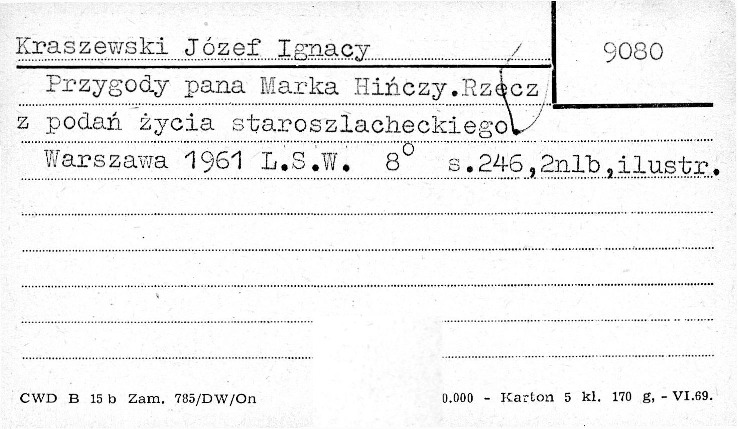 Kraszewski Józef Ignacy
9080
Przygody pana Marka Hińczy.Rzecz
z podań życia staroszlacheckiego.
Warszawa 1961 L.S.W. 8° s.246,2nlb,ilustr.
CWD B 15 b Zam. 785/DW/On 0.000 - Karton 5 kl. 170 g, - VI.69.